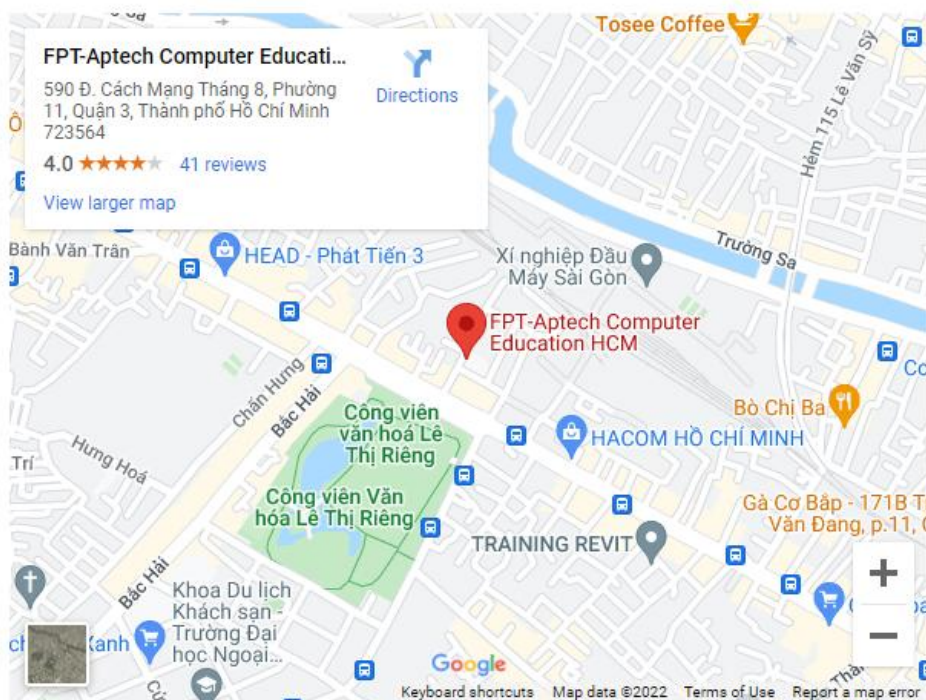 Tosee Coffee
FPT-Aptech Computer Educati...
590 Đ. Cách Mạng Tháng 8, Phường
11, Quận 3, Thành phố Hồ Chí Minh
723564
Directions
4.0
41 reviews
View larger map
Hẻm 115 Lê Văn Sỹ
Trường Sa
Bành Văn Trân
HEAD - Phát Tiến 3
Xí nghiệp Đầu
Máy Sài Gòn
FPT-Aptech Computer
Education HCM
Chấn Hưng
Bắc Hải
Công viên
văn hoá Lê
Thị Riêng
Bò Chị Ba
HACOM HỒ CHÍ MINH
Hưng Hoá
Trí
Công viên Văn
hóa Lê Thị Riêng
Gà Cơ Bắp - 171B T
Văn Đang, p.11,
TRAINING REVIT
Bắc Hải
Khoa Du lịch
Khách sạn -
Trường Đại
học Ngoại...
Xanh
+
−
Google
Keyboard shortcuts Map data ©2022 Terms of Use Report a map error